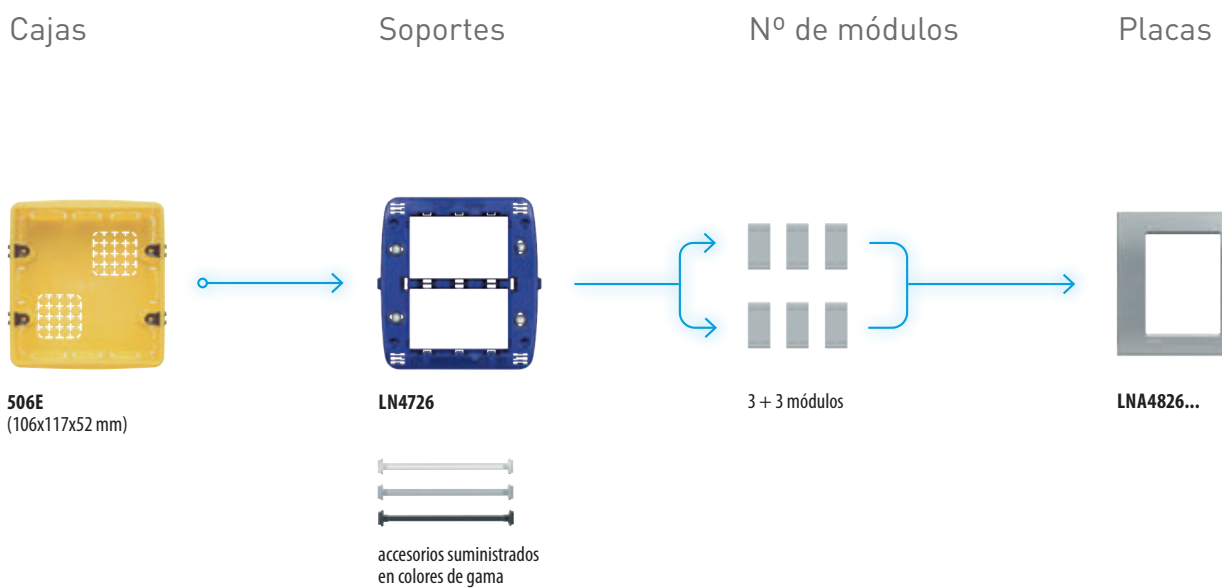 Cajas
Soportes
Nº de módulos
Placas
506E
(106x117x52 mm)
LN4726
3 + 3 módulos
LNA4826...
accesorios suministrados
en colores de gama